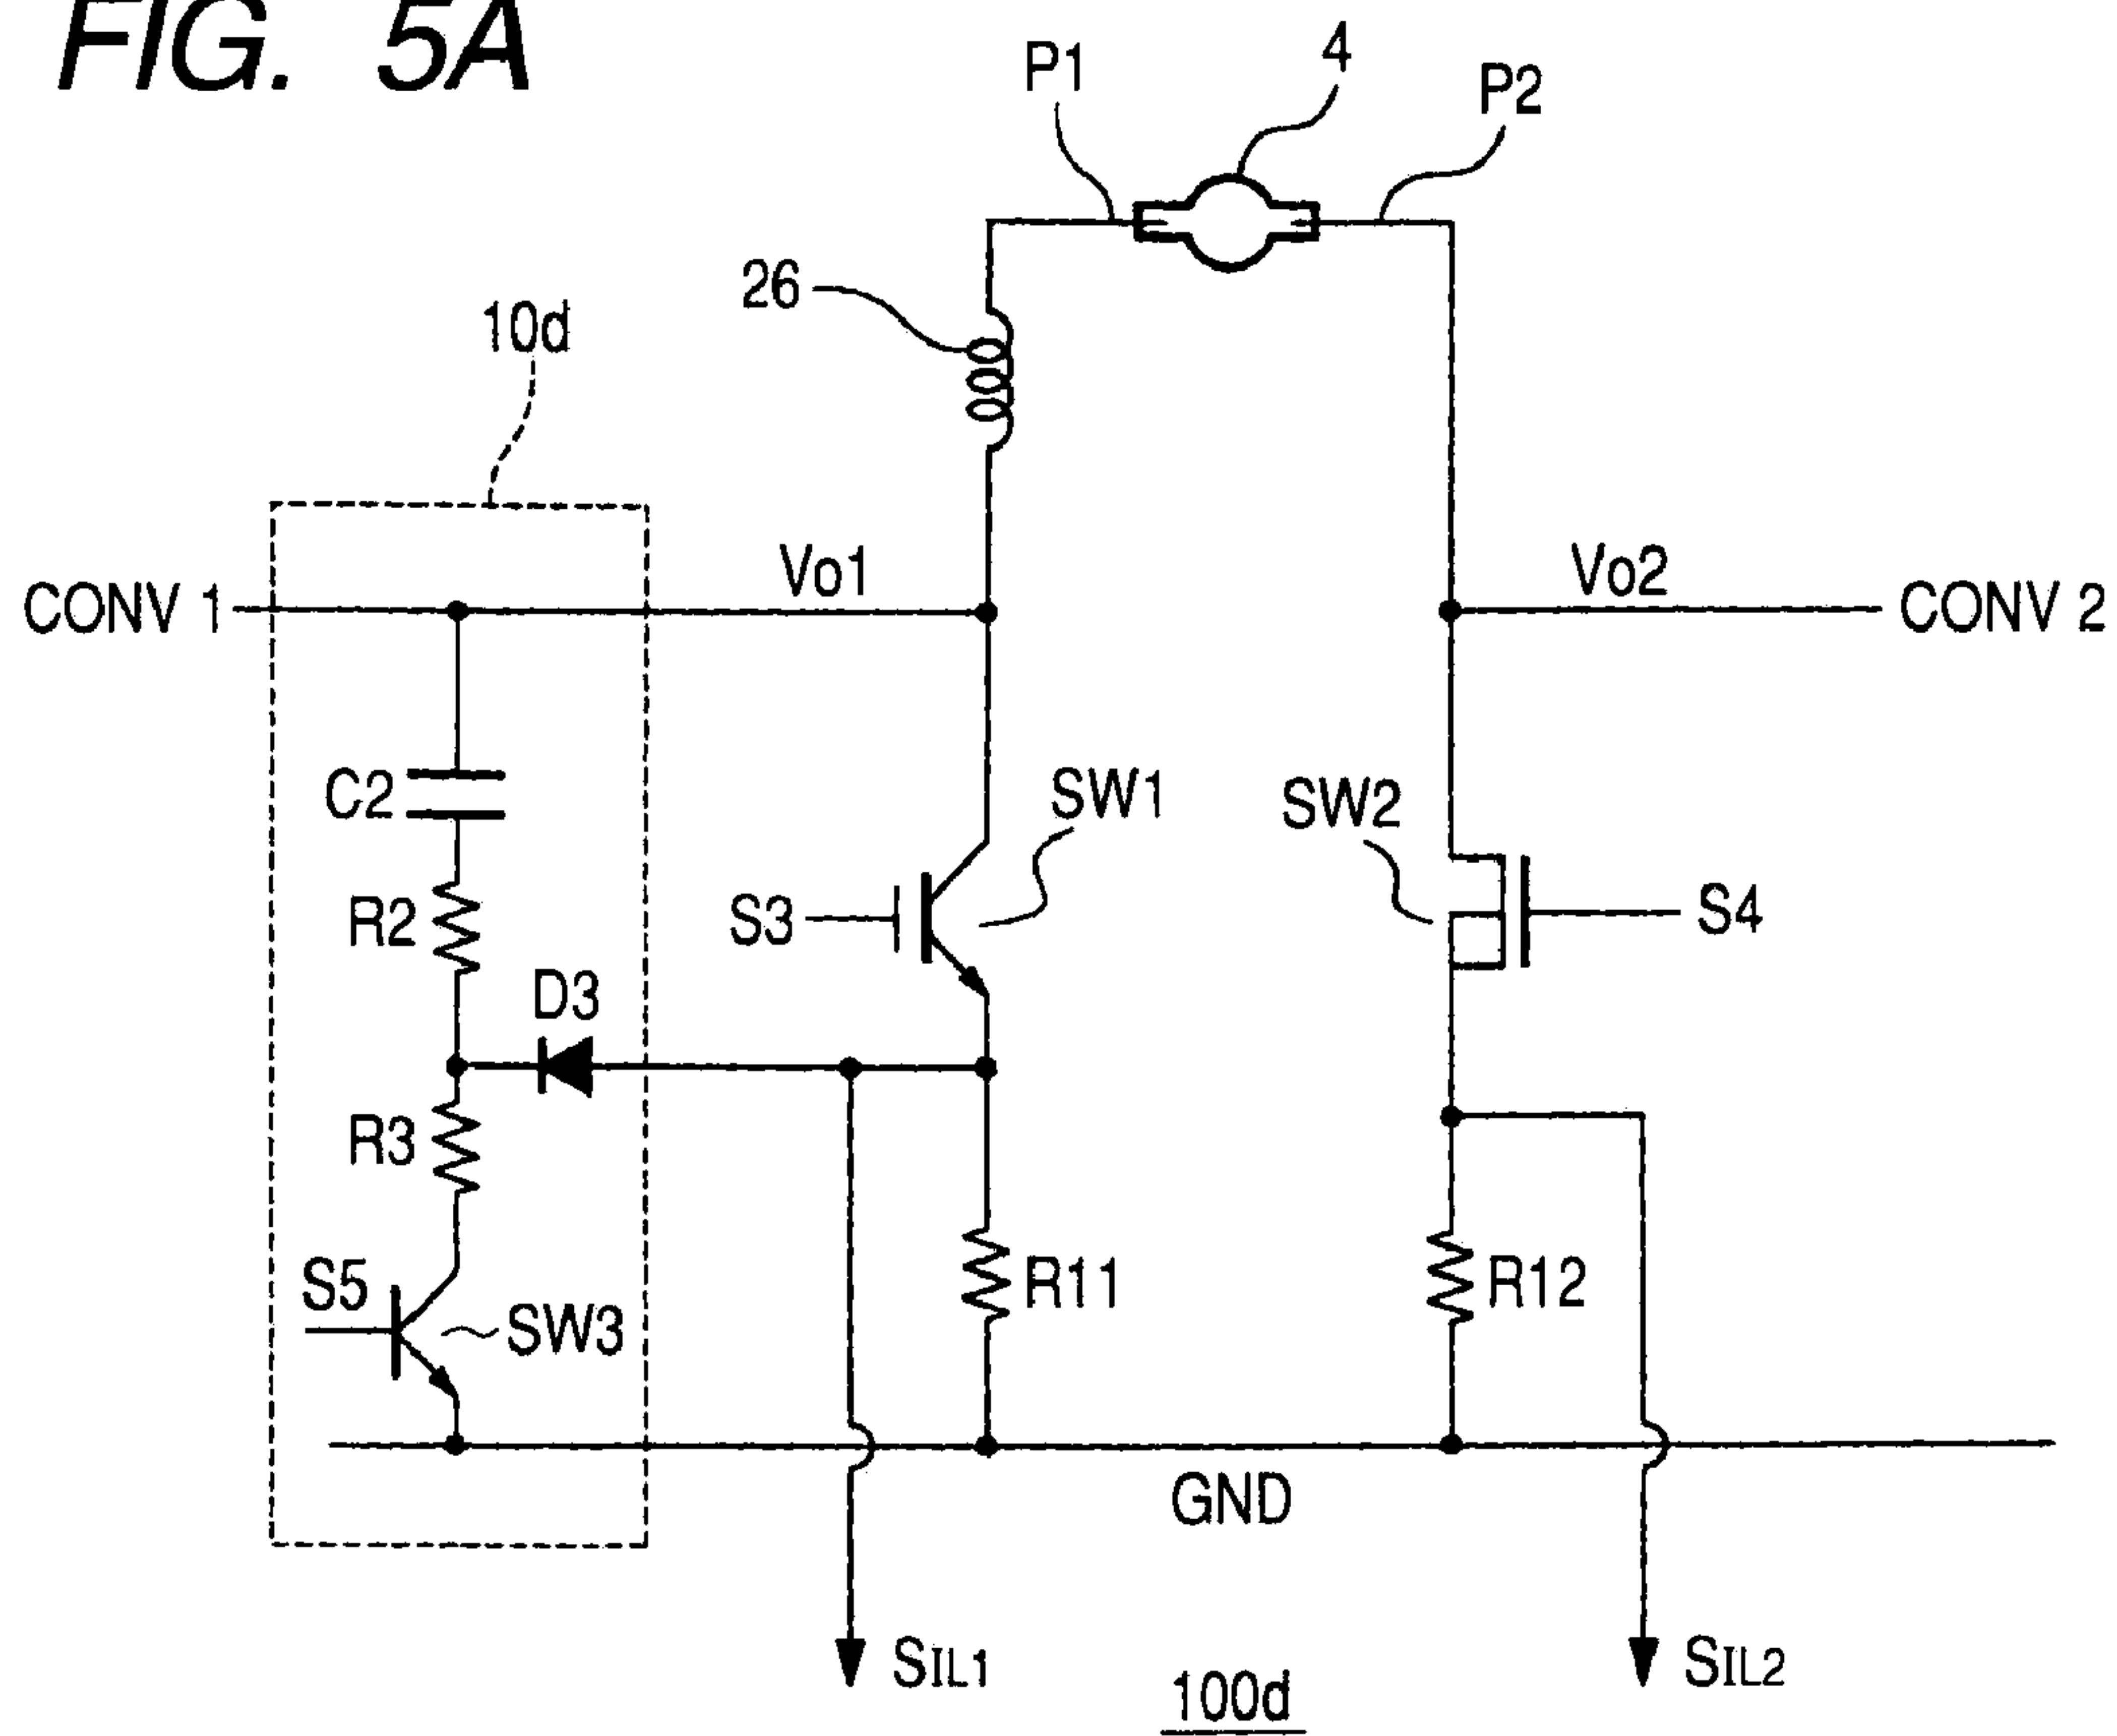 FIG. 5A
P1
4
P2
26
10d
Vo1
Vo2
CONV 1
CONV 2
C2
SW1
SW2
R2
S3
S4
D3
R3
S5
SW3
R11
R12
GND
SIL1
SIL2
100d